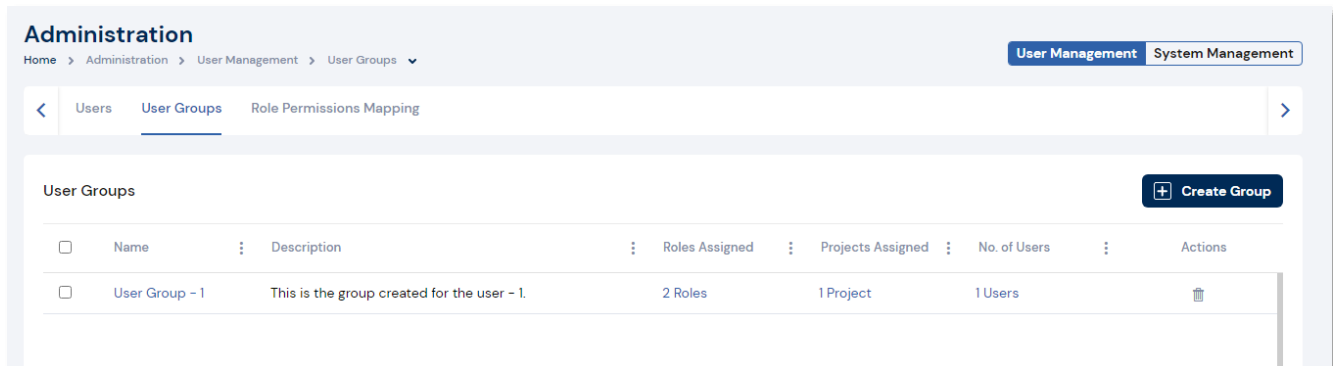 Administration
Home > Administration > User Management > User Groups
User Management System Management
Users User Groups Role Permissions Mapping
User Groups
Create Group
Name Description Roles Assigned Projects Assigned No. of Users Actions
User Group - 1 This is the group created for the user - 1. 2 Roles 1 Project 1 Users